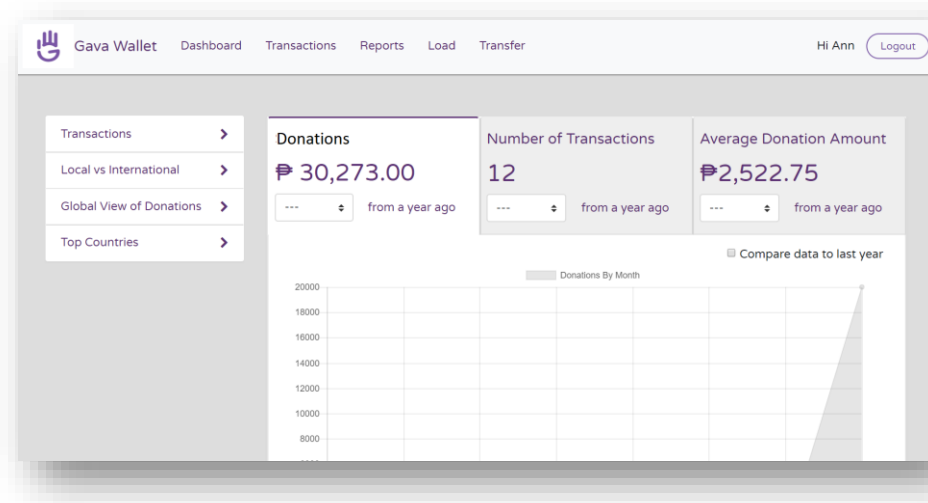 Gava Wallet Dashboard Transactions Reports Load Transfer Hi Ann Logout
Transactions
Local vs International
Global View of Donations
Top Countries
Donations
₱ 30,273.00
--- from a year ago
Number of Transactions
12
--- from a year ago
Average Donation Amount
₱2,522.75
--- from a year ago
Compare data to last year
Donations By Month
20000
18000
16000
14000
12000
10000
8000